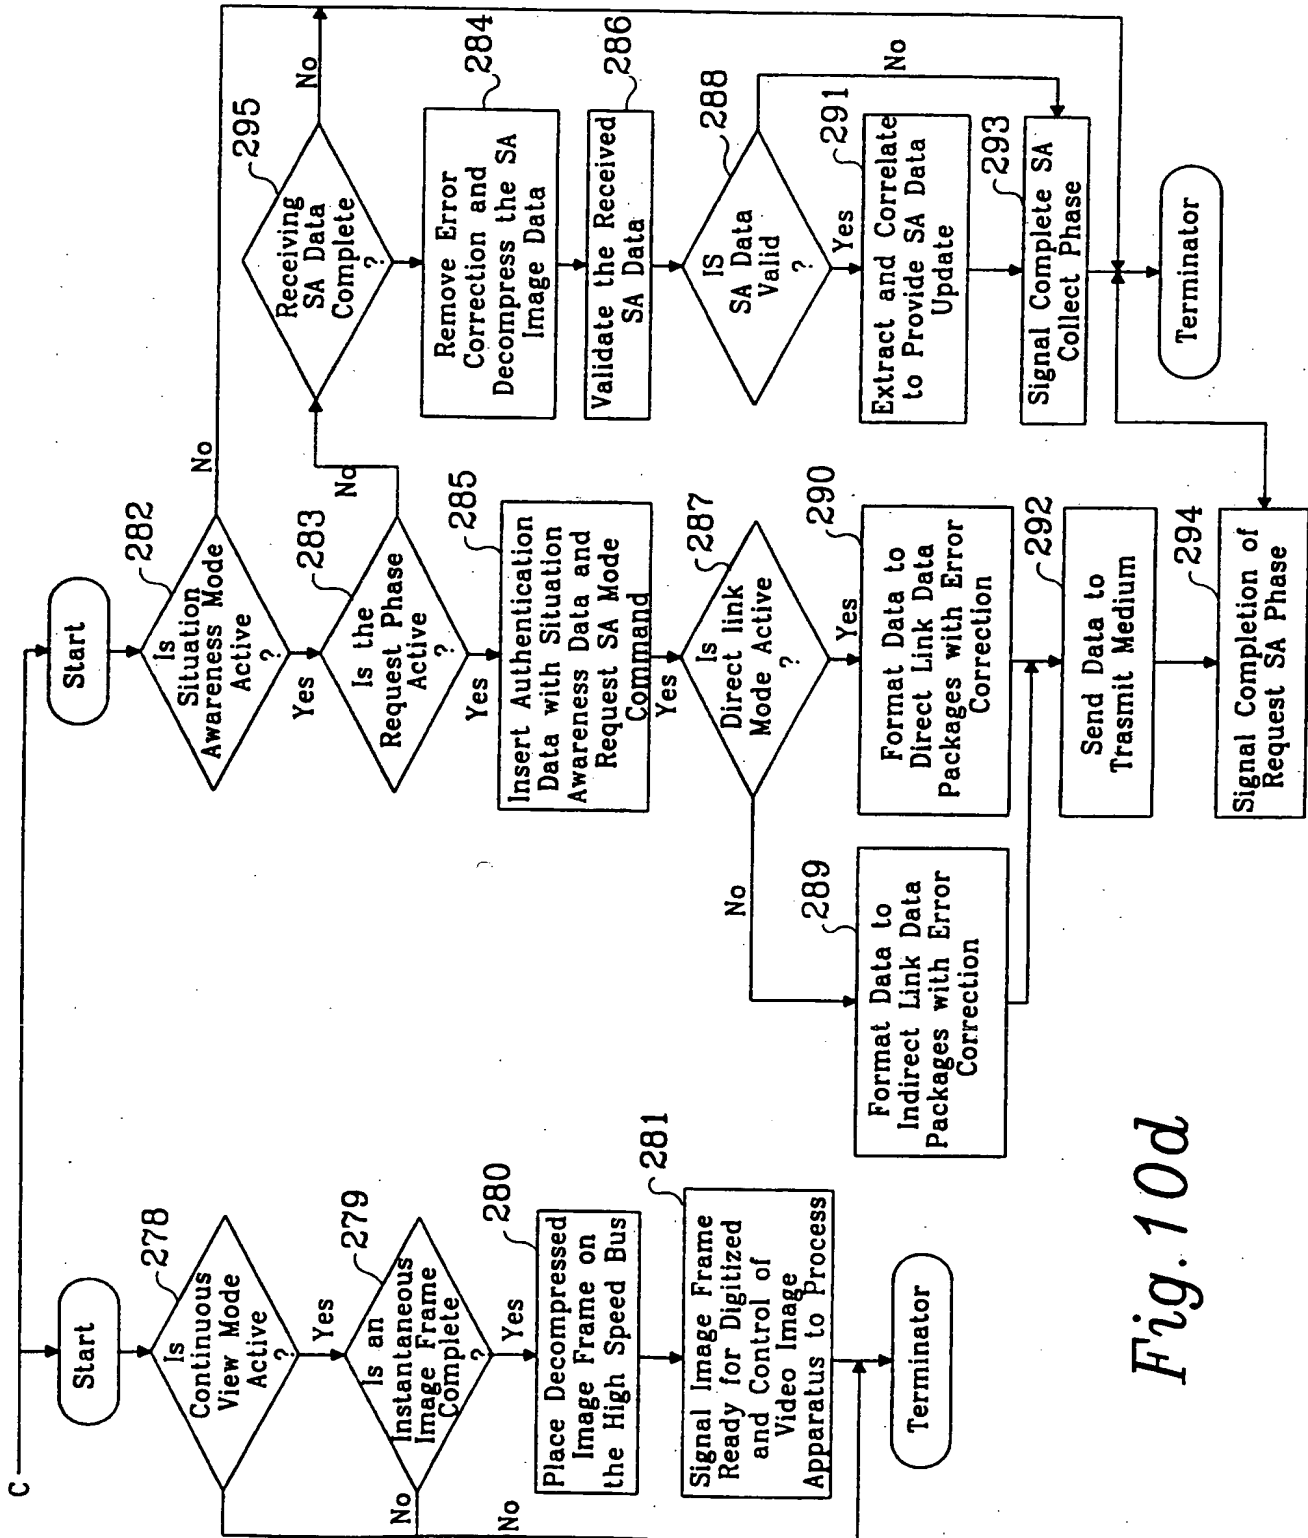 C
Start
278
Is
Continuous
View Mode
Active
?
Yes
No
279
Is an
Instantaneous
Image Frame
Complete
?
Yes
No
280
Place Decompressed
Image Frame on
the High Speed Bus
281
Signal Image Frame
Ready for Digitized
and Control of
Video Image
Apparatus to Process
Terminator
Start
282
Is
Situation
Awareness Mode
Active
?
No
Yes
283
Is the
Request Phase
Active
?
No
Yes
285
Insert Authentication
Data with Situation
Awareness Data and
Request SA Mode
Command
Yes
287
Is
Direct link
Mode Active
?
No
Yes
289
Format Data to
Indirect Link Data
Packages with Error
Correction
290
Format Data to
Direct Link Data
Packages with Error
Correction
292
Send Data to
Trasmit Medium
294
Signal Completion of
Request SA Phase
295
Receiving
SA Data
Complete
?
No
284
Remove Error
Correction and
Decompress the SA
Image Data
286
Validate the Received
SA Data
288
IS
SA Data
Valid
?
No
Yes
291
Extract and Correlate
to Provide SA Data
Update
293
Signal Complete SA
Collect Phase
Terminator
No
Fig. 10d